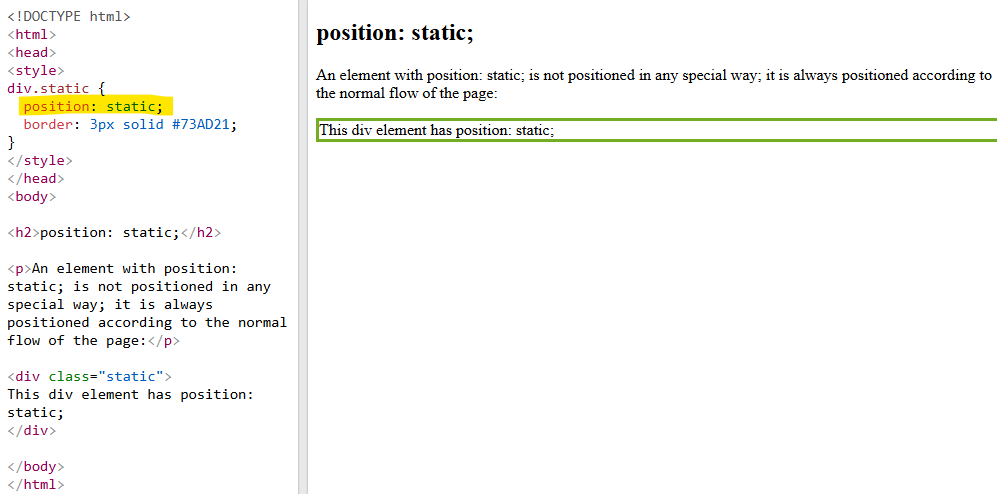 <!DOCTYPE html>
<html>
<head>
<style>
div.static {
  position: static;
  border: 3px solid #73AD21;
}
</style>
</head>
<body>

<h2>position: static;</h2>

<p>An element with position:
static; is not positioned in any
special way; it is always
positioned according to the normal
flow of the page:</p>

<div class="static">
This div element has position:
static;
</div>

</body>
</html>

position: static;
An element with position: static; is not positioned in any special way; it is always positioned according to
the normal flow of the page:
This div element has position: static;